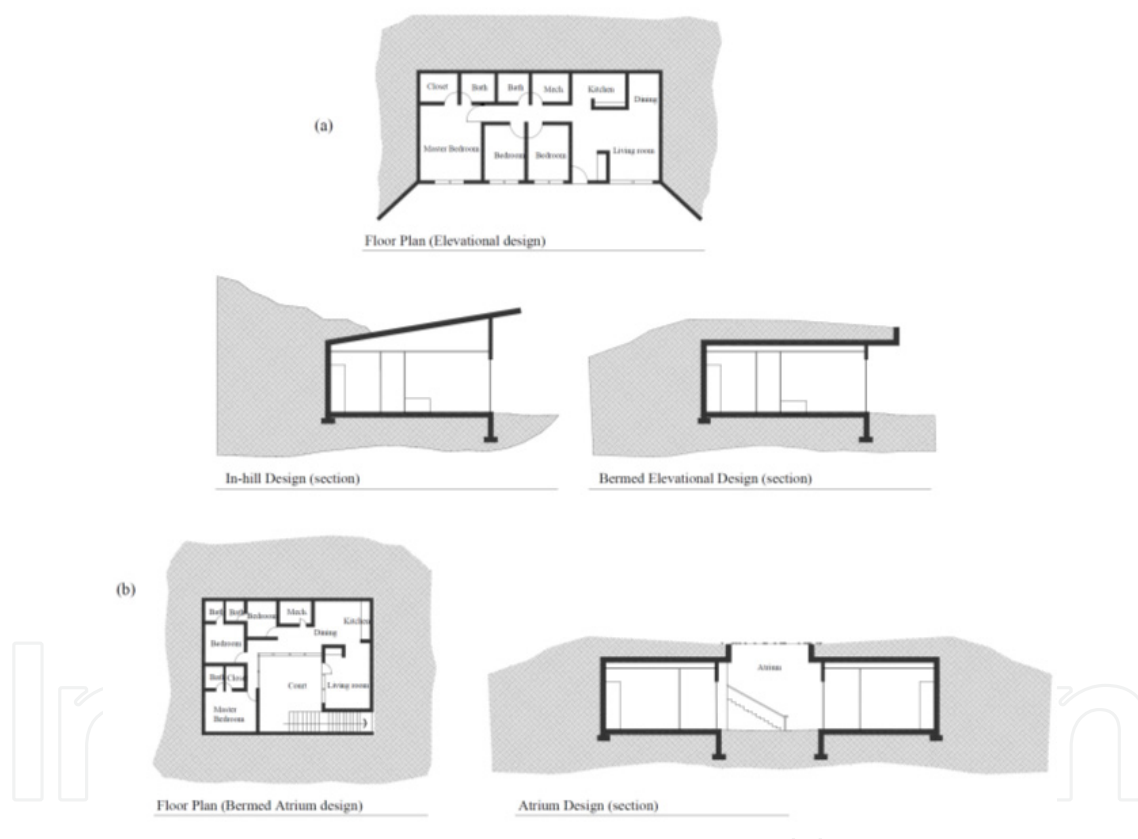 (a)
Closet Bath Bath Mech. Kitchen
Dining
Master Bedroom Bedroom Bedroom Living room
Floor Plan (Elevational design)
In-hill Design (section)
Bermed Elevational Design (section)
(b)
Bath Bath Bedroom Mech. Kitchen
Dining
Bedroom
Bath Close Court Living room
Master
Bedroom
Floor Plan (Bermed Atrium design)
Atrium
Atrium Design (section)